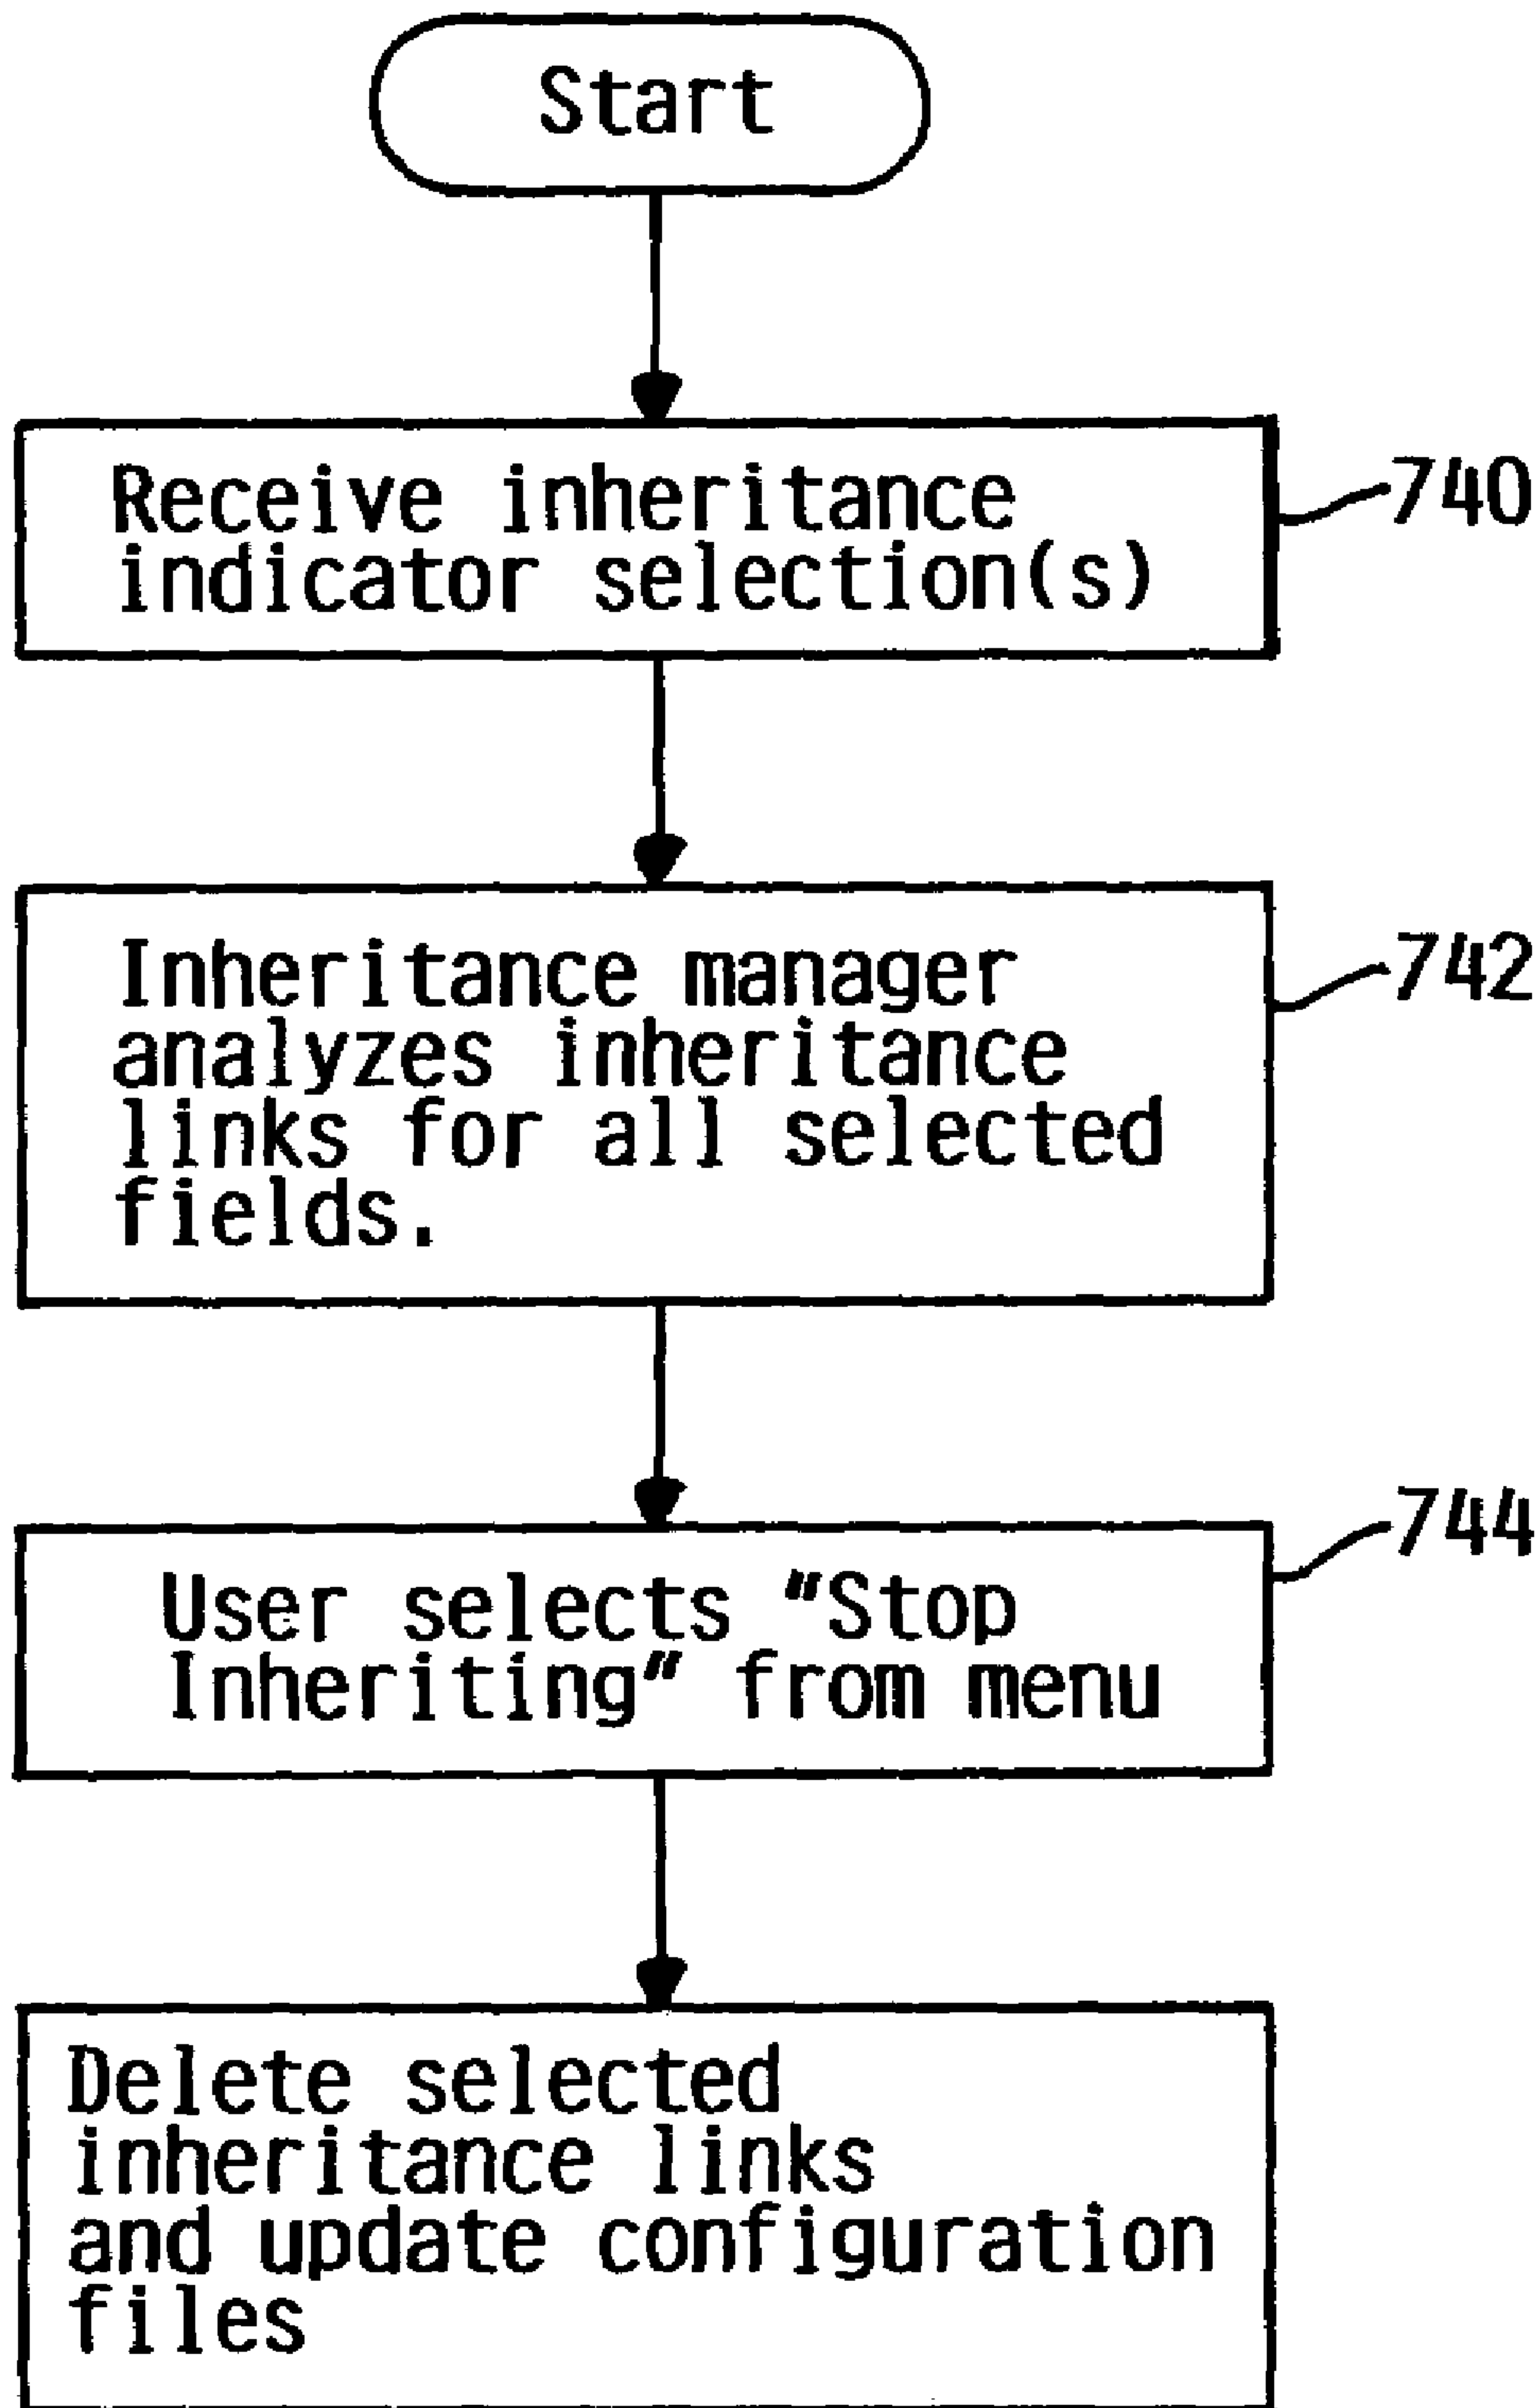 Start
Receive inheritance
indicator selection(s)
740
Inheritance manager
analyzes inheritance
links for all selected
fields.
742
User selects "Stop
Inheriting" from menu
744
Delete selected
inheritance links
and update configuration
files